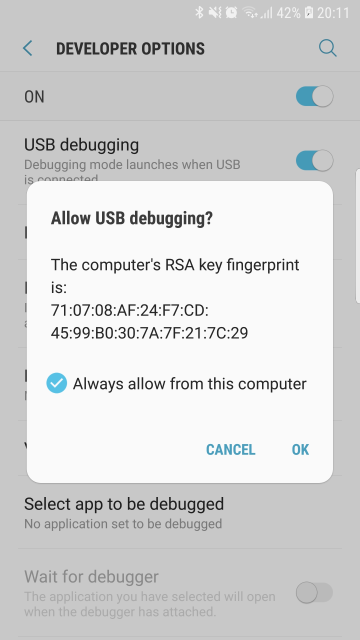 42% 20:11
DEVELOPER OPTIONS
ON
USB debugging
Debugging mode launches when USB
is connected.
Allow USB debugging?
The computer's RSA key fingerprint
is:
71:07:08:AF:24:F7:CD:
45:99:B0:30:7A:7F:21:7C:29
Always allow from this computer
CANCEL OK
Select app to be debugged
No application set to be debugged
Wait for debugger
The application you have selected will open
when the debugger has attached.